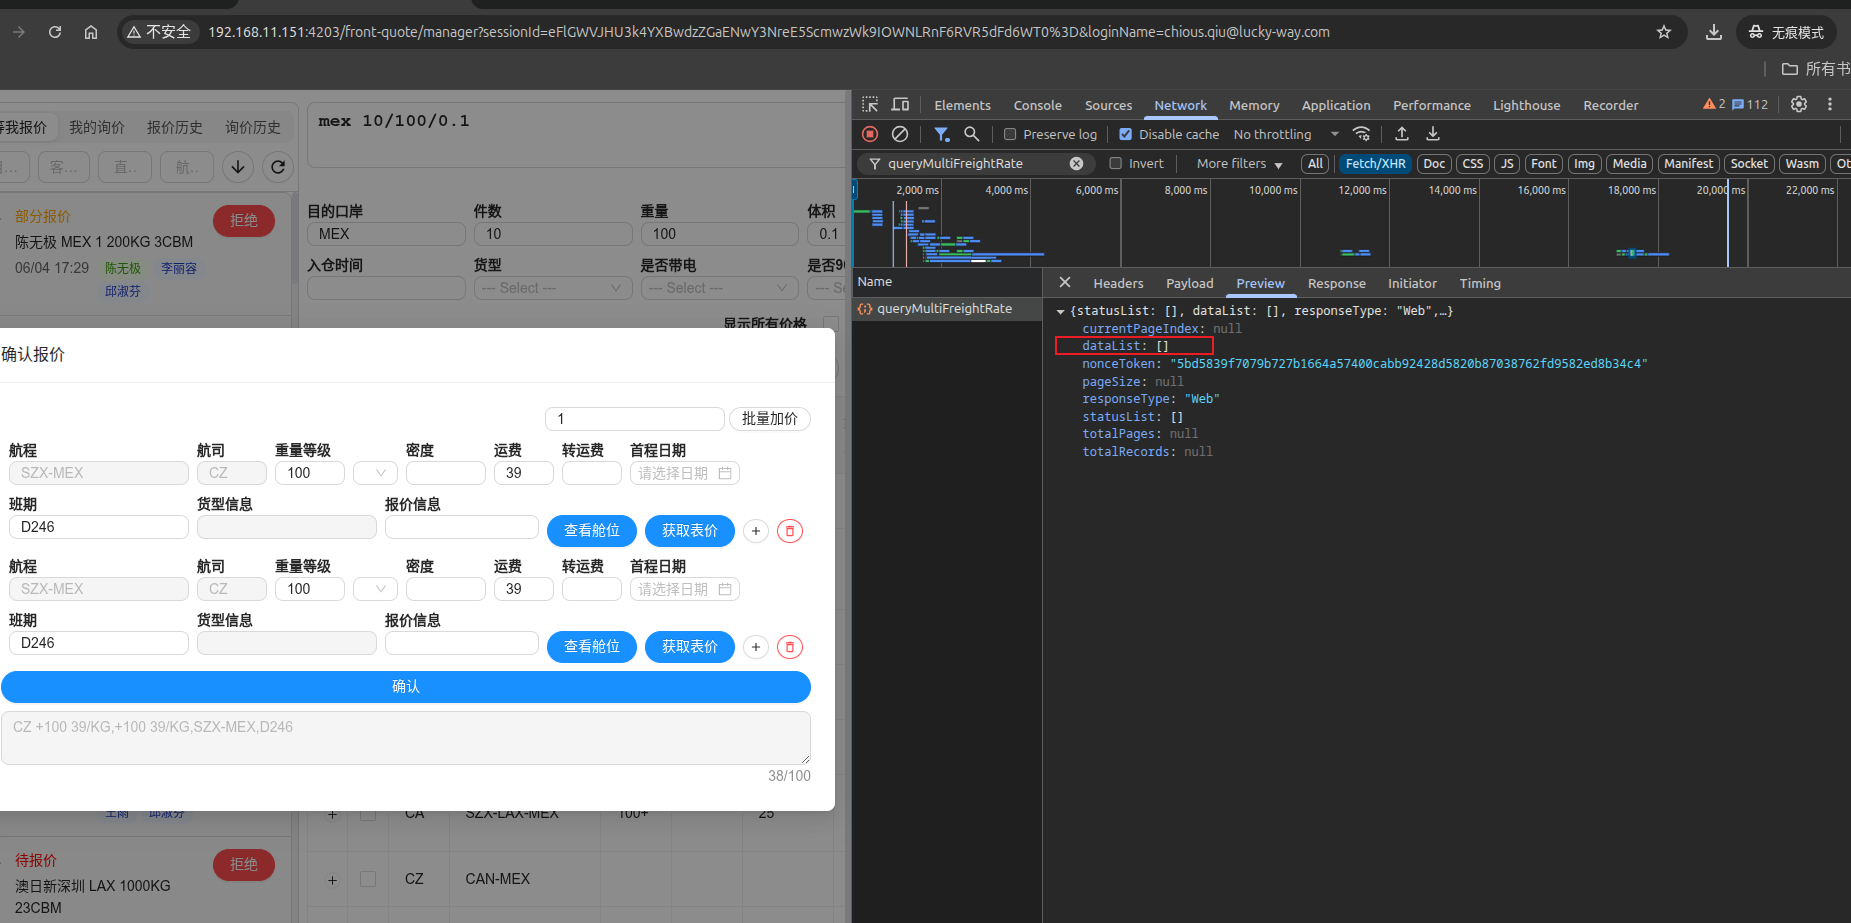 不安全 192.168.11.151:4203/front-quote/manager?sessionId=eFlGWVJHU3k4YXBwdzZGaENwY3NreE5ScmwzWk9IOWNLRnF6RVR5dFd6WT0%3D&loginName=chious.qiu@lucky-way.com 无痕模式
所有书
等我报价 我的询价 报价历史 询价历史
客... 直.. 航..
部分报价 拒绝
陈无极 MEX 1 200KG 3CBM
06/04 17:29 陈无极 李丽容
邱淑芬
mex 10/100/0.1
目的口岸 件数 重量 体积
MEX 10 100 0.1
入仓时间 货型 是否带电
--- Select --- --- Select ---
显示所有价格
确认报价
1 批量加价
航程 航司 重量等级 密度 运费 转运费 首程日期
SZX-MEX CZ 100 39 请选择日期
班期 货型信息 报价信息
D246 查看舱位 获取表价 +
航程 航司 重量等级 密度 运费 转运费 首程日期
SZX-MEX CZ 100 39 请选择日期
班期 货型信息 报价信息
D246 查看舱位 获取表价 +
确认
CZ +100 39/KG,+100 39/KG,SZX-MEX,D246
38/100
王雨 邱淑芬
+ CA SZX-LAX-MEX 100+ 25
待报价 拒绝
澳日新深圳 LAX 1000KG
23CBM
+ CZ CAN-MEX
Elements Console Sources Network Memory Application Performance Lighthouse Recorder 2 112
Preserve log Disable cache No throttling
queryMultiFreightRate Invert More filters All Fetch/XHR Doc CSS JS Font Img Media Manifest Socket Wasm Ot
2,000 ms 4,000 ms 6,000 ms 8,000 ms 10,000 ms 12,000 ms 14,000 ms 16,000 ms 18,000 ms 20,000 ms 22,000 ms
Name
queryMultiFreightRate
Headers Payload Preview Response Initiator Timing
{statusList: [], dataList: [], responseType: "Web",…}
currentPageIndex: null
dataList: []
nonceToken: "5bd5839f7079b727b1664a57400cabb92428d5820b87038762fd9582ed8b34c4"
pageSize: null
responseType: "Web"
statusList: []
totalPages: null
totalRecords: null